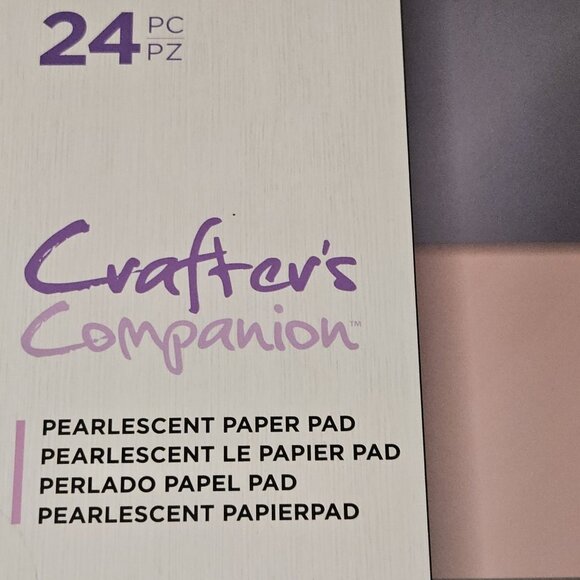 24 PC
PZ
Crafter's
Companion™
PEARLESCENT PAPER PAD
PEARLESCENT LE PAPIER PAD
PERLADO PAPEL PAD
PEARLESCENT PAPIERPAD